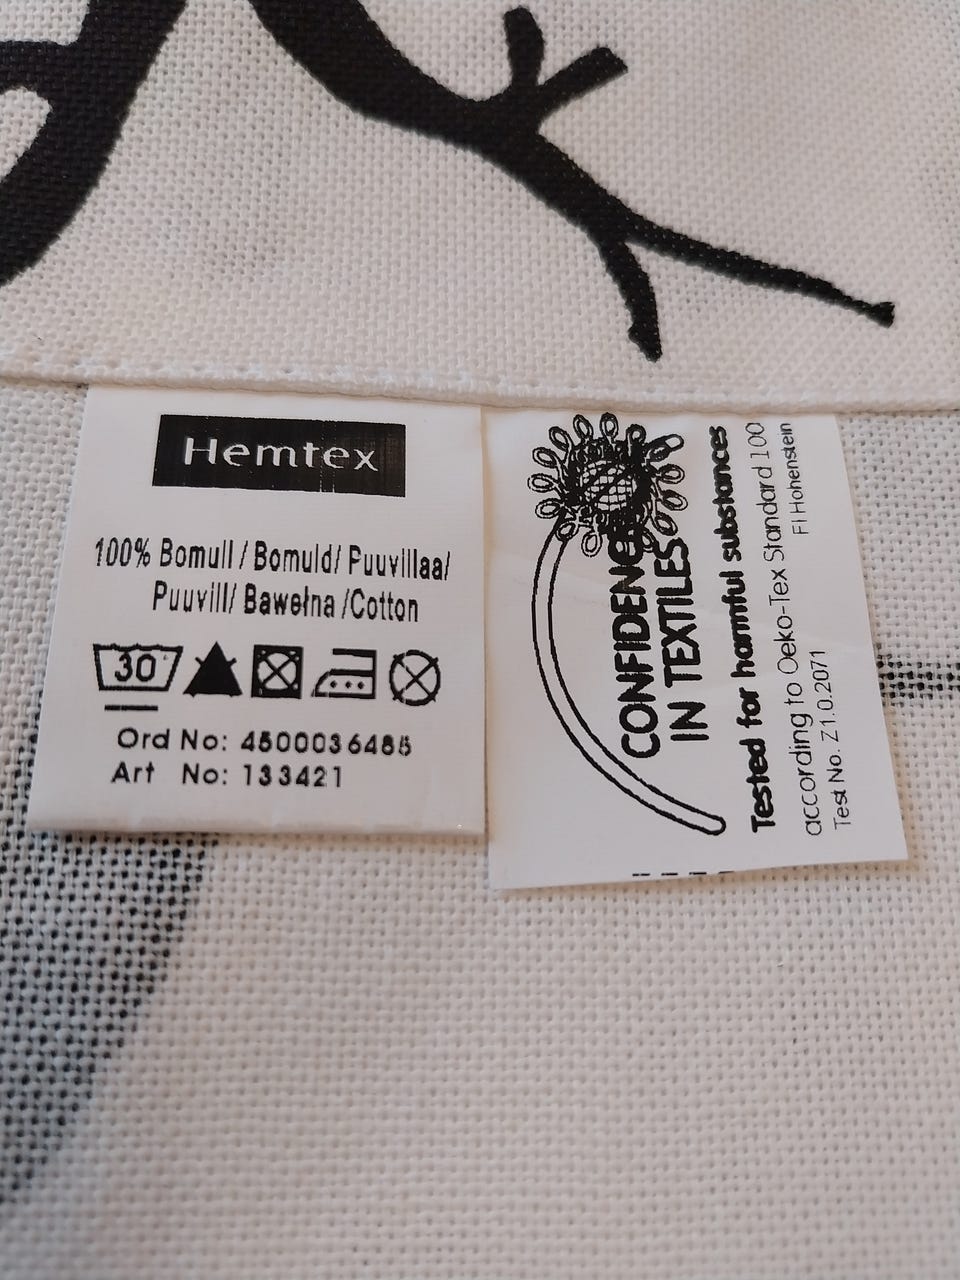 Hemtex
100% Bomull / Bomuld/ Puuvillaa/
Puuvill/ Bawełna /Cotton
30
Ord No: 4500036485
Art No: 133421
CONFIDENCE
IN TEXTILES
Tested for harmful substances
according to Oeko-Tex Standard 100
Test No. Z1.0.2071 FI Hohenstein